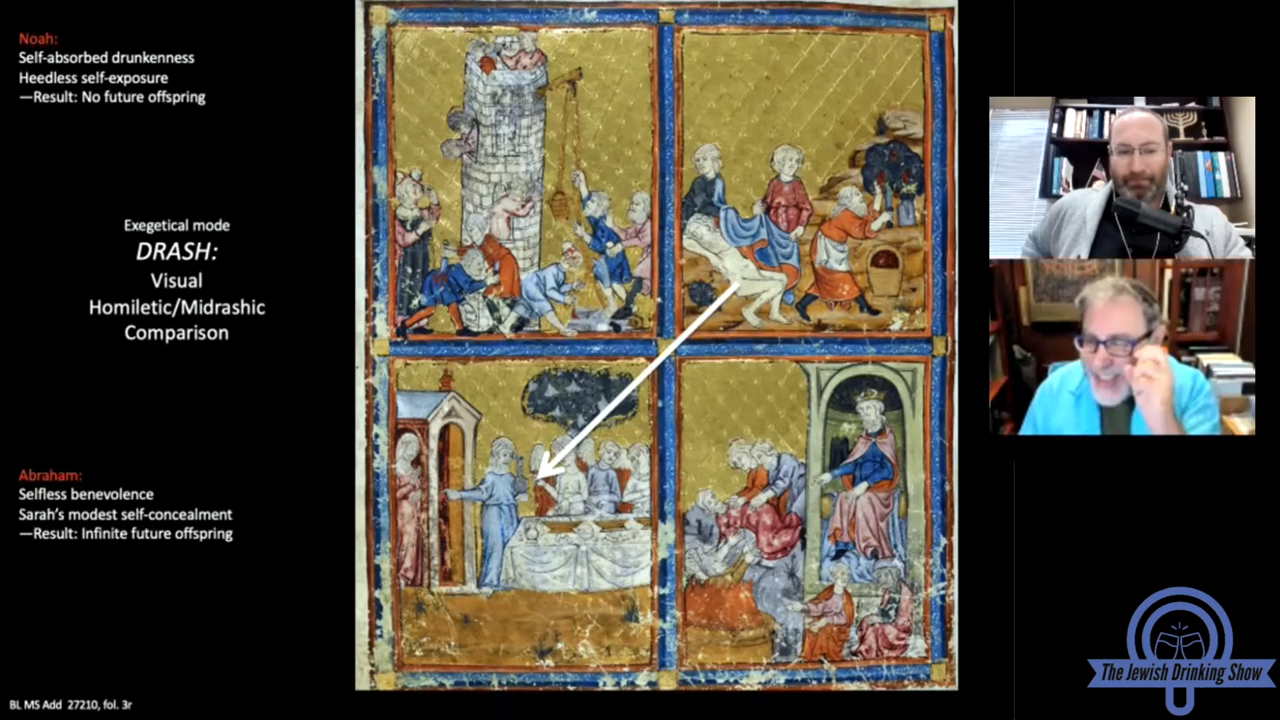 Noah:
Self-absorbed drunkenness
Heedless self-exposure
—Result: No future offspring
Exegetical mode
DRASH:
Visual
Homiletic/Midrashic
Comparison
Abraham:
Selfless benevolence
Sarah’s modest self-concealment
—Result: Infinite future offspring
BL MS Add 27210, fol. 3r
The Jewish Drinking Show